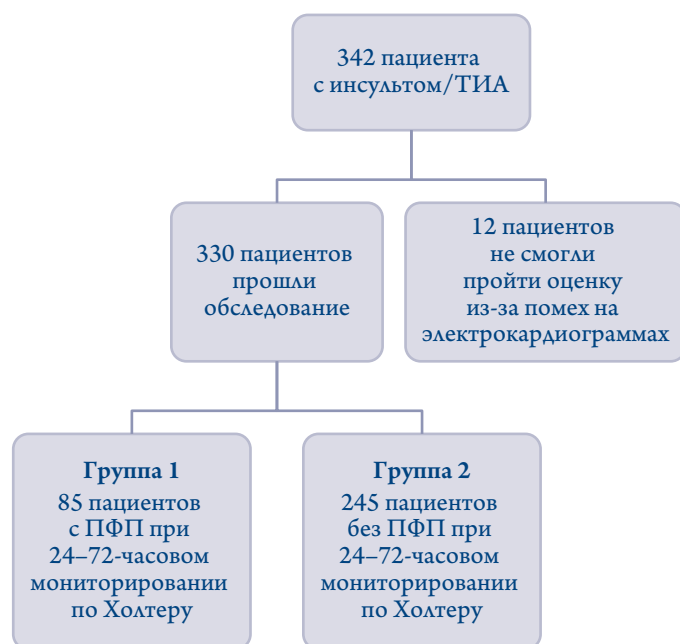 342 пациента
с инсультом/ТИА
330 пациентов
прошли
обследование
12 пациентов
не смогли
пройти оценку
из-за помех на
электрокардиограммах
Группа 1
85 пациентов
с ПФП при
24–72-часовом
мониторировании
по Холтеру
Группа 2
245 пациентов
без ПФП при
24–72-часовом
мониторировании
по Холтеру